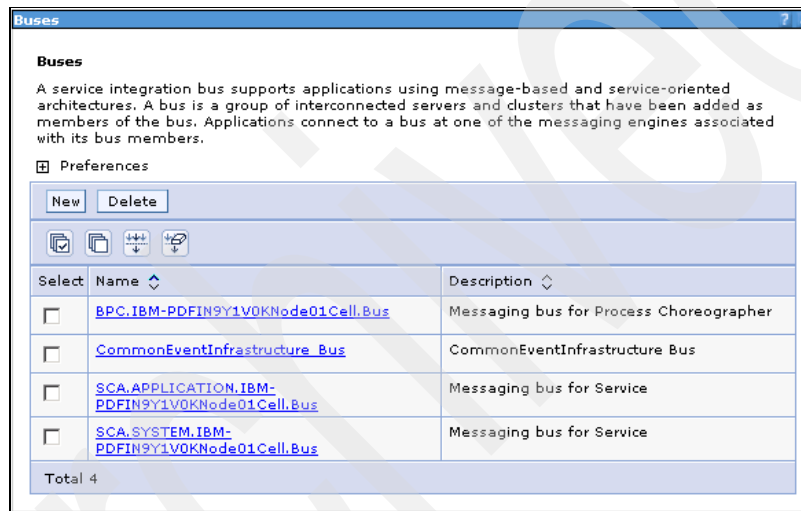 Buses
?
Buses
A service integration bus supports applications using message-based and service-oriented
architectures. A bus is a group of interconnected servers and clusters that have been added as
members of the bus. Applications connect to a bus at one of the messaging engines associated
with its bus members.
Preferences
New Delete
Select Name Description
BPC.IBM-PDFIN9Y1V0KNode01Cell.Bus Messaging bus for Process Choreographer
CommonEventInfrastructure_Bus CommonEventInfrastructure Bus
SCA.APPLICATION.IBM- Messaging bus for Service
PDFIN9Y1V0KNode01Cell.Bus
SCA.SYSTEM.IBM- Messaging bus for Service
PDFIN9Y1V0KNode01Cell.Bus
Total 4